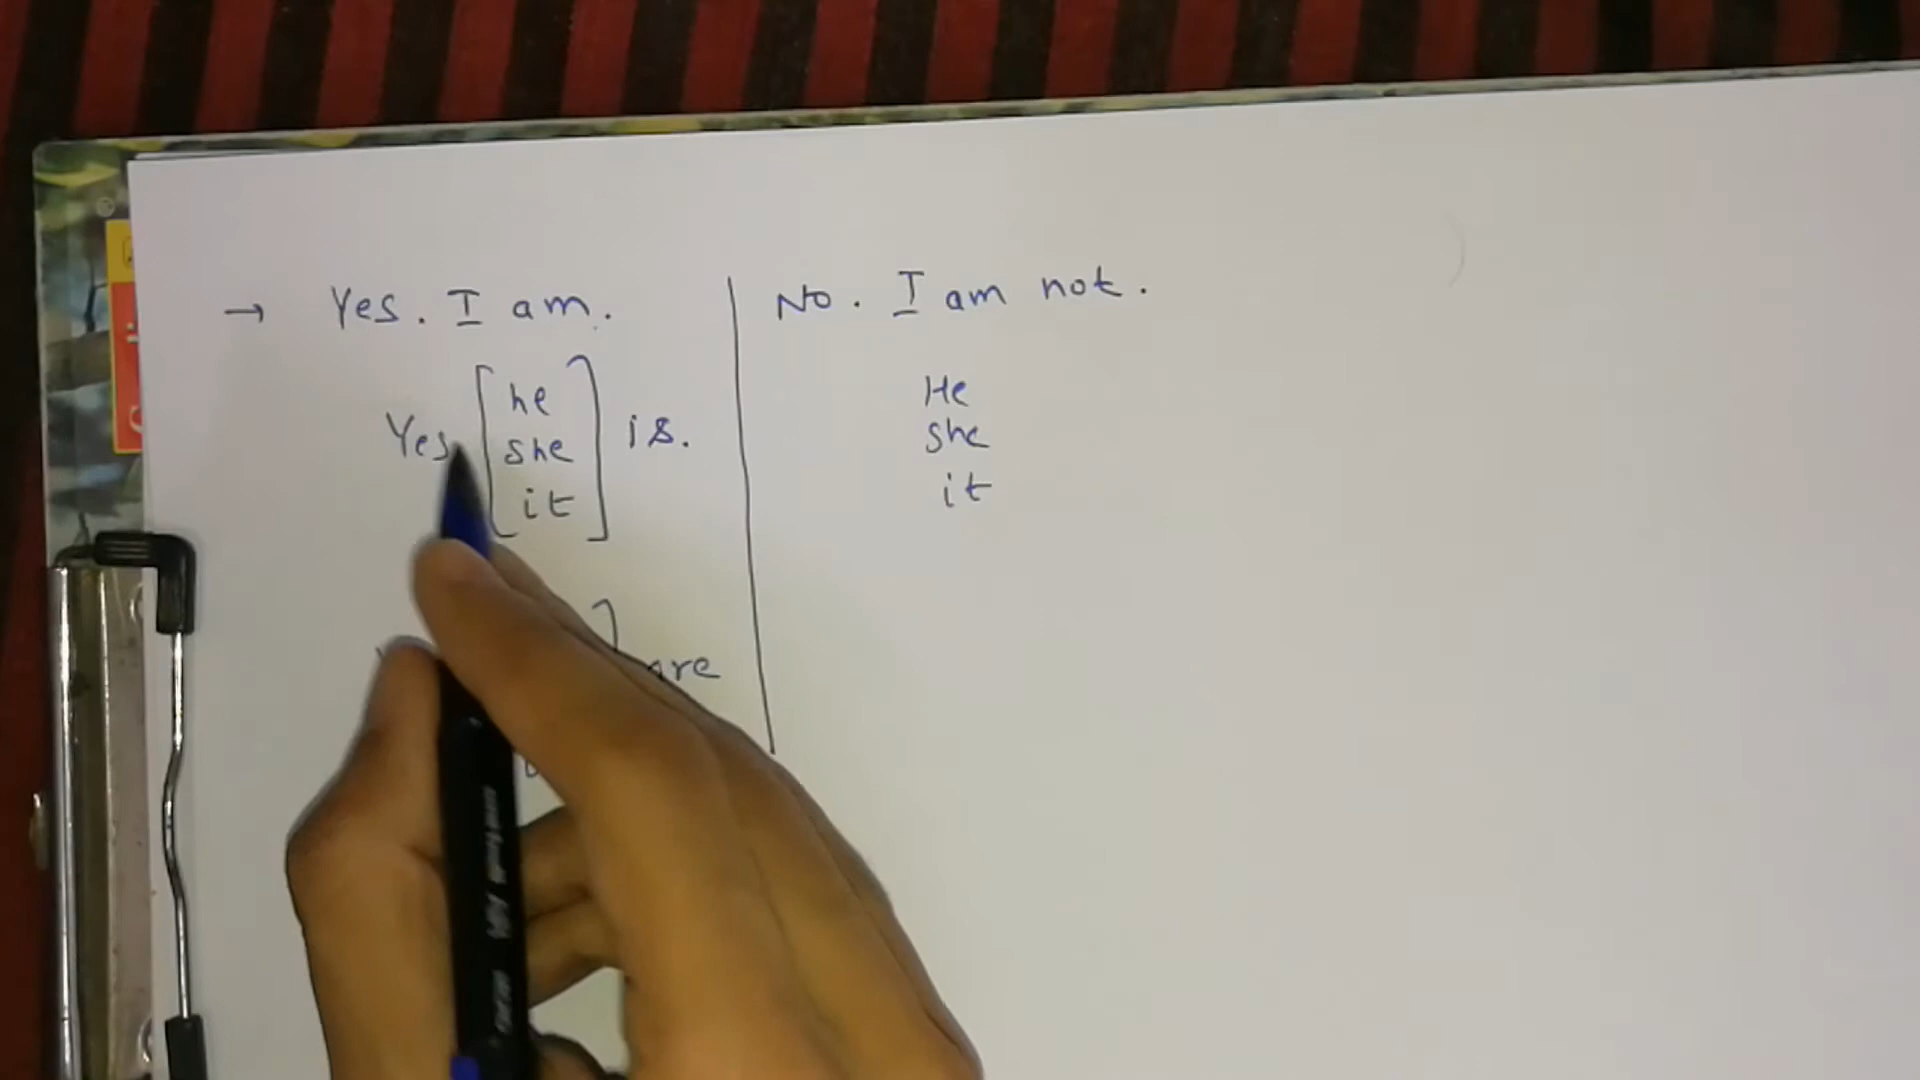 → Yes. I am.
Yes [he she it] is.
are
No. I am not.
He
she
it